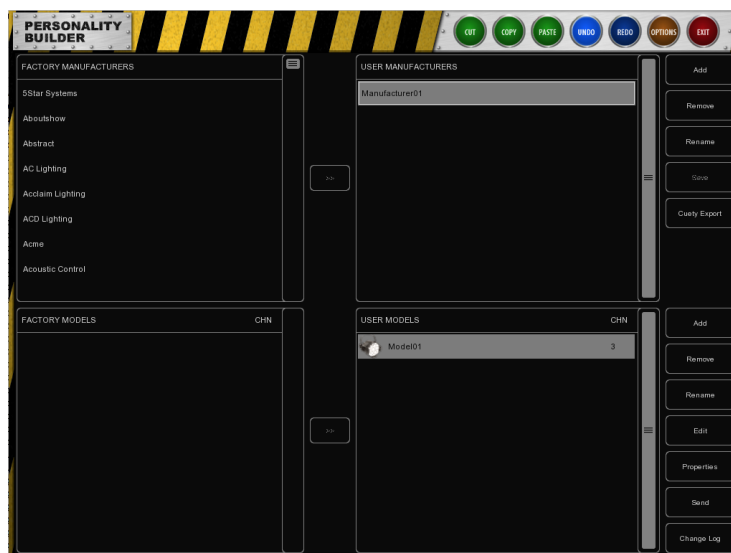 PERSONALITY
BUILDER
CUT COPY PASTE UNDO REDO OPTIONS EXIT
FACTORY MANUFACTURERS
5Star Systems
Aboutshow
Abstract
AC Lighting
Acclaim Lighting
ACD Lighting
Acme
Acoustic Control
>>
USER MANUFACTURERS
Manufacturer01
Add
Remove
Rename
Save
Cuety Export
FACTORY MODELS CHN
>>
USER MODELS CHN
Model01 3
Add
Remove
Rename
Edit
Properties
Send
Change Log